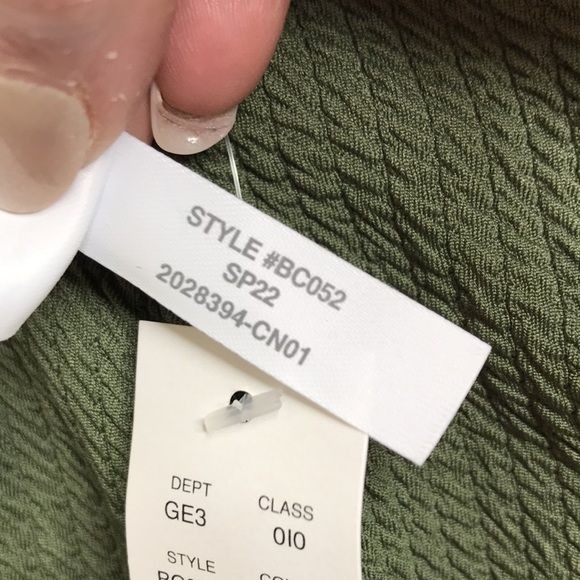 STYLE #BC052
SP22
2028394-CN01
DEPT CLASS
GE3 010
STYLE